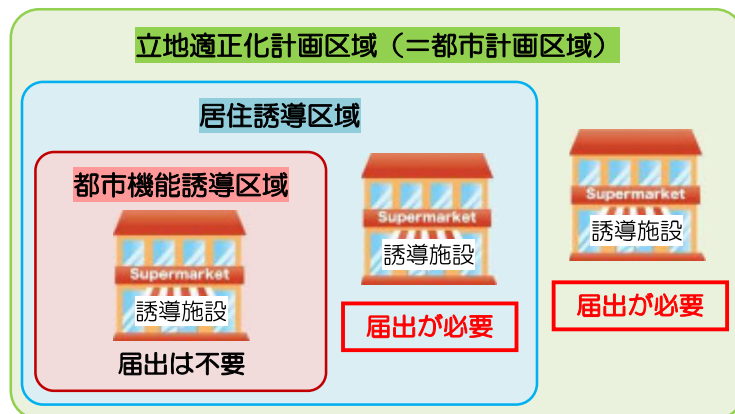 立地適正化計画区域（＝都市計画区域）
居住誘導区域
都市機能誘導区域
Supermarket
誘導施設
届出は不要
Supermarket
誘導施設
届出が必要
Supermarket
誘導施設
届出が必要